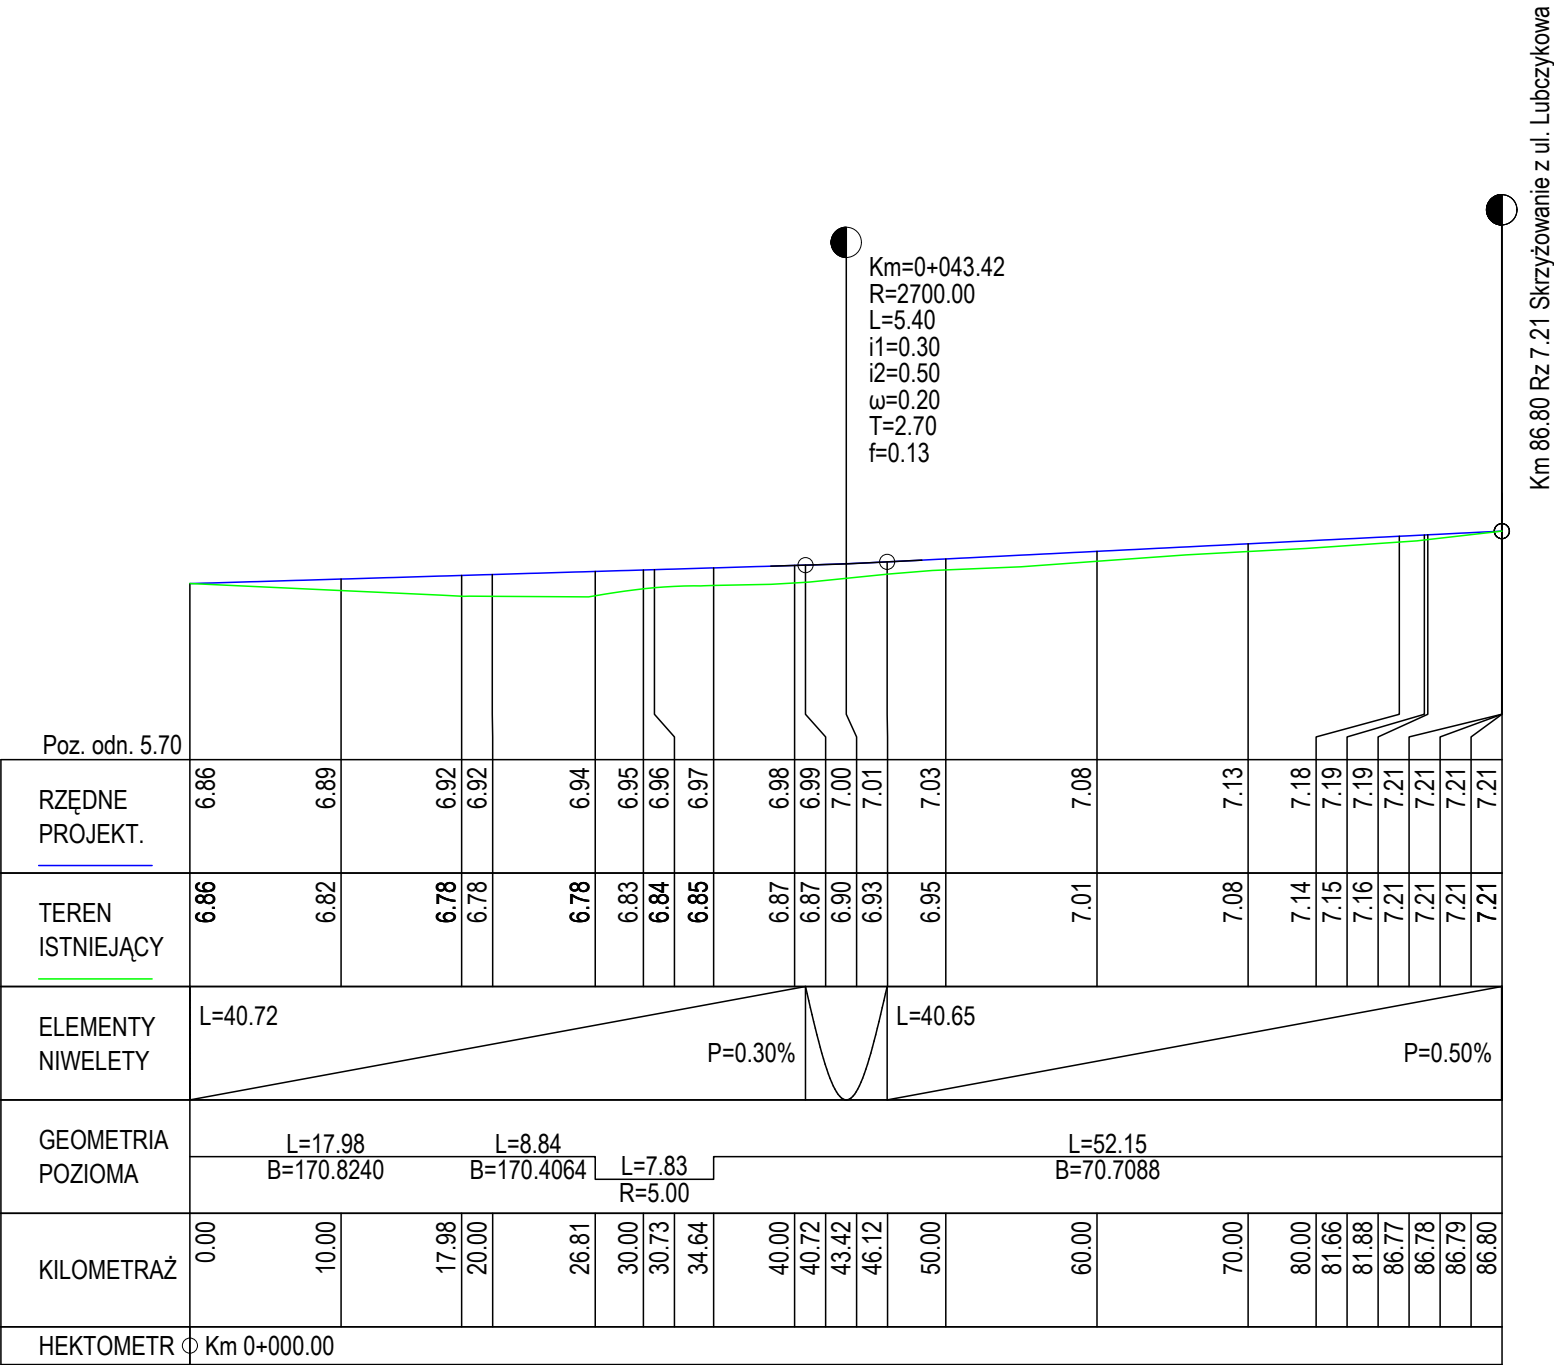 Km 86.80 Rz 7.21 Skrzyżowanie z ul. Lubczykowa
Km=0+043.42
R=2700.00
L=5.40
i1=0.30
i2=0.50
ω=0.20
T=2.70
f=0.13
Poz. odn. 5.70
RZĘDNE
PROJEKT.
6.86 6.89 6.92 6.92 6.94 6.95 6.96 6.97 6.98 6.99 7.00 7.01 7.03 7.08 7.13 7.18 7.19 7.19 7.21 7.21 7.21 7.21
TEREN
ISTNIEJĄCY
6.86 6.82 6.78 6.78 6.78 6.83 6.84 6.85 6.87 6.87 6.90 6.93 6.95 7.01 7.08 7.14 7.15 7.16 7.21 7.21 7.21 7.21
ELEMENTY
NIWELETY
L=40.72
P=0.30%
L=40.65
P=0.50%
GEOMETRIA
POZIOMA
L=17.98
B=170.8240
L=8.84
B=170.4064
L=7.83
R=5.00
L=52.15
B=70.7088
KILOMETRAŻ
0.00 10.00 17.98 20.00 26.81 30.00 30.73 34.64 40.00 40.72 43.42 46.12 50.00 60.00 70.00 80.00 81.66 81.88 86.77 86.78 86.79 86.80
HEKTOMETR
Km 0+000.00